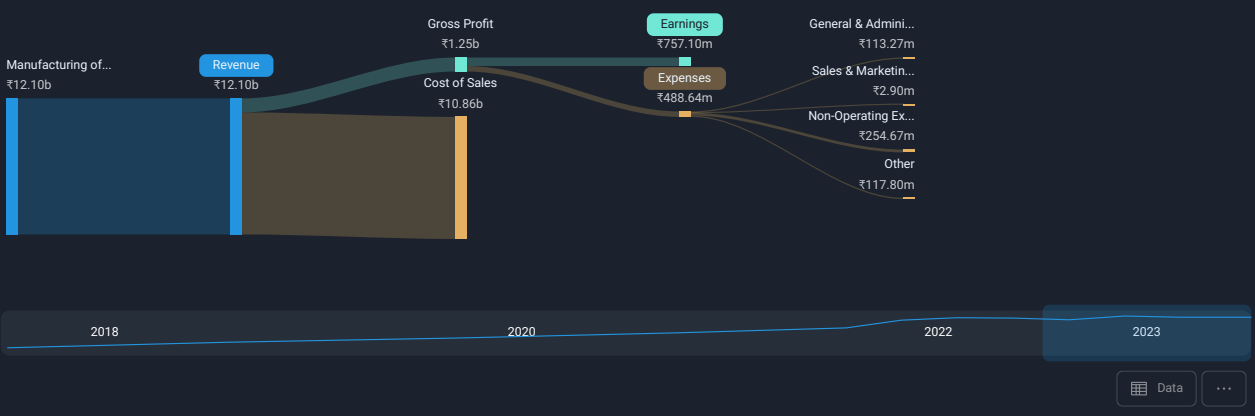 Manufacturing of...
₹12.10b
Revenue
₹12.10b
Gross Profit
₹1.25b
Cost of Sales
₹10.86b
Earnings
₹757.10m
Expenses
₹488.64m
General & Admini...
₹113.27m
Sales & Marketin...
₹2.90m
Non-Operating Ex...
₹254.67m
Other
₹117.80m
2018
2020
2022
2023
Data